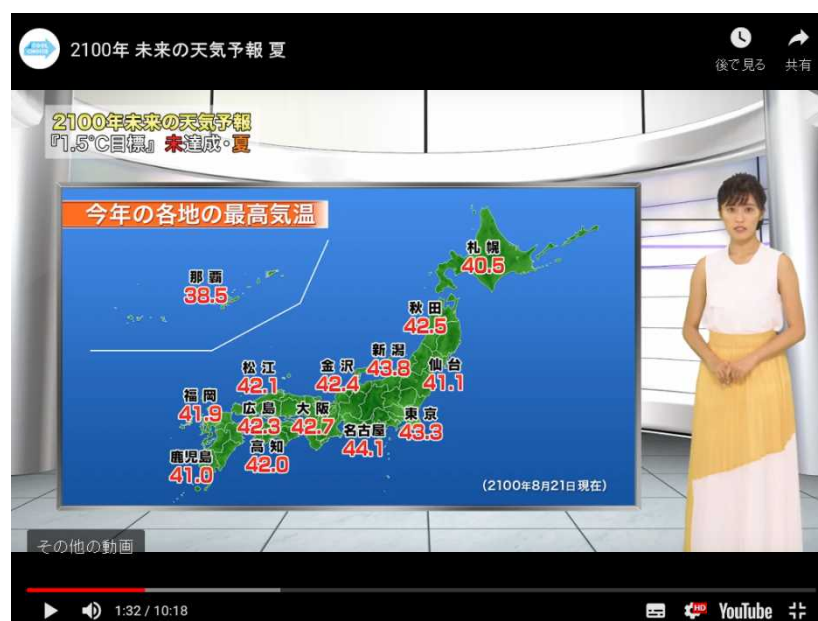 2100年 未来の天気予報 夏
後で見る
共有
2100年未来の天気予報
『1.5°C目標』未達成・夏
今年の各地の最高気温
札幌
40.5
那覇
38.5
秋田
42.5
新潟
43.8
仙台
41.1
金沢
42.4
松江
42.1
福岡
41.9
広島
42.3
大阪
42.7
東京
43.3
名古屋
44.1
高知
42.0
鹿児島
41.0
(2100年8月21日現在)
その他の動画
1:32 / 10:18
HD
YouTube